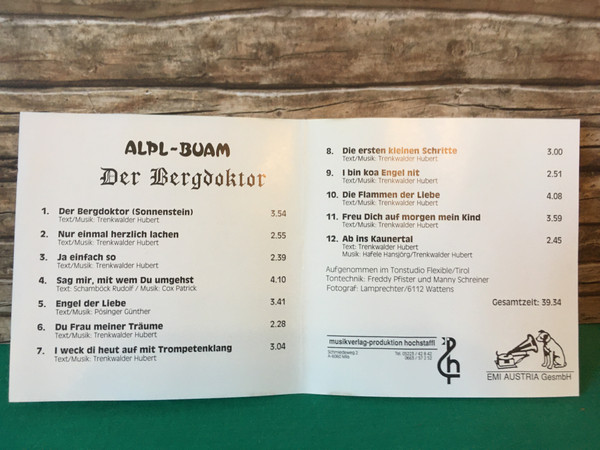 ALPL-BUAM
Der Bergdoktor
1. Der Bergdoktor (Sonnenstein) 3.54
Text/Musik: Trenkwalder Hubert
2. Nur einmal herzlich lachen 2.55
Text/Musik: Trenkwalder Hubert
3. Ja einfach so 2.39
Text/Musik: Trenkwalder Hubert
4. Sag mir, mit wem Du umgehst 4.10
Text: Schamböck Rudolf / Musik: Cox Patrick
5. Engel der Liebe 3.41
Text/Musik: Pösinger Günther
6. Du Frau meiner Träume 2.28
Text/Musik: Trenkwalder Hubert
7. I weck di heut auf mit Trompetenklang 3.04
Text/Musik: Trenkwalder Hubert
8. Die ersten kleinen Schritte 3.00
Text/Musik: Trenkwalder Hubert
9. I bin koa Engel nit 2.51
Text/Musik: Trenkwalder Hubert
10. Die Flammen der Liebe 4.08
Text/Musik: Trenkwalder Hubert
11. Freu Dich auf morgen mein Kind 3.59
Text/Musik: Trenkwalder Hubert
12. Ab ins Kaunertal 2.45
Text: Trenkwalder Hubert
Musik: Hafele Hansjörg/Trenkwalder Hubert
Aufgenommen im Tonstudio Flexible/Tirol
Tontechnik: Freddy Pfister und Manny Schreiner
Fotograf: Lamprechter/6112 Wattens
Gesamtzeit: 39.34
musikverlag-produktion hochstaffl
EMI AUSTRIA GesmbH